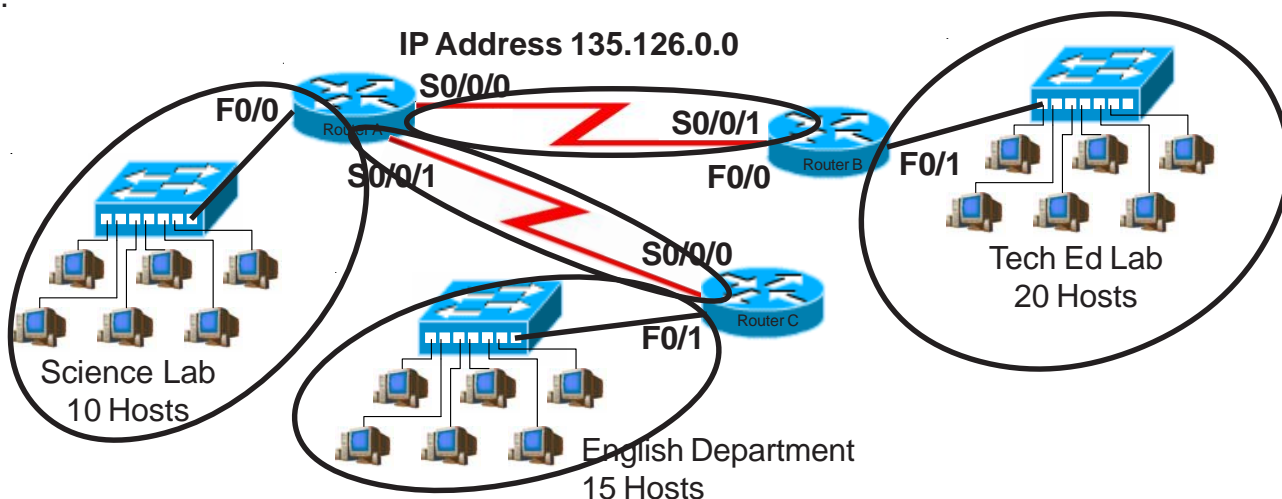 .
IP Address 135.126.0.0
S0/0/0
F0/0
Router A
S0/0/1
S0/0/1
F0/0
Router B
F0/1
S0/0/0
Router C
F0/1
Tech Ed Lab
20 Hosts
Science Lab
10 Hosts
English Department
15 Hosts